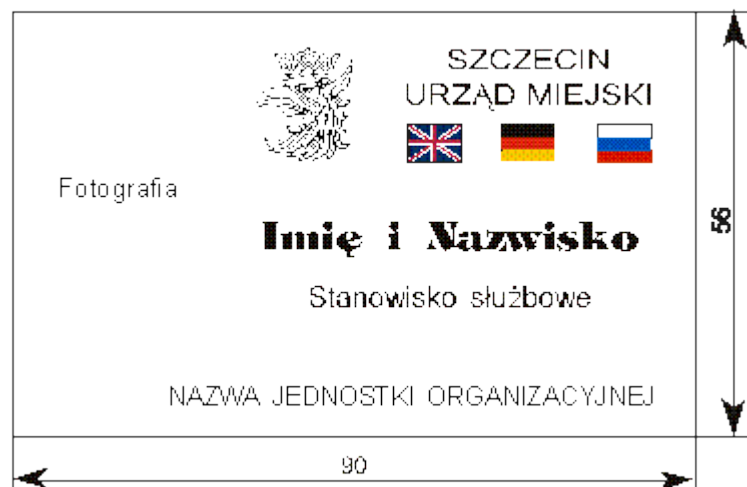 SZCZECIN
URZĄD MIEJSKI
Fotografia
Imię i Nazwisko
Stanowisko służbowe
NAZWA JEDNOSTKI ORGANIZACYJNEJ
56
90